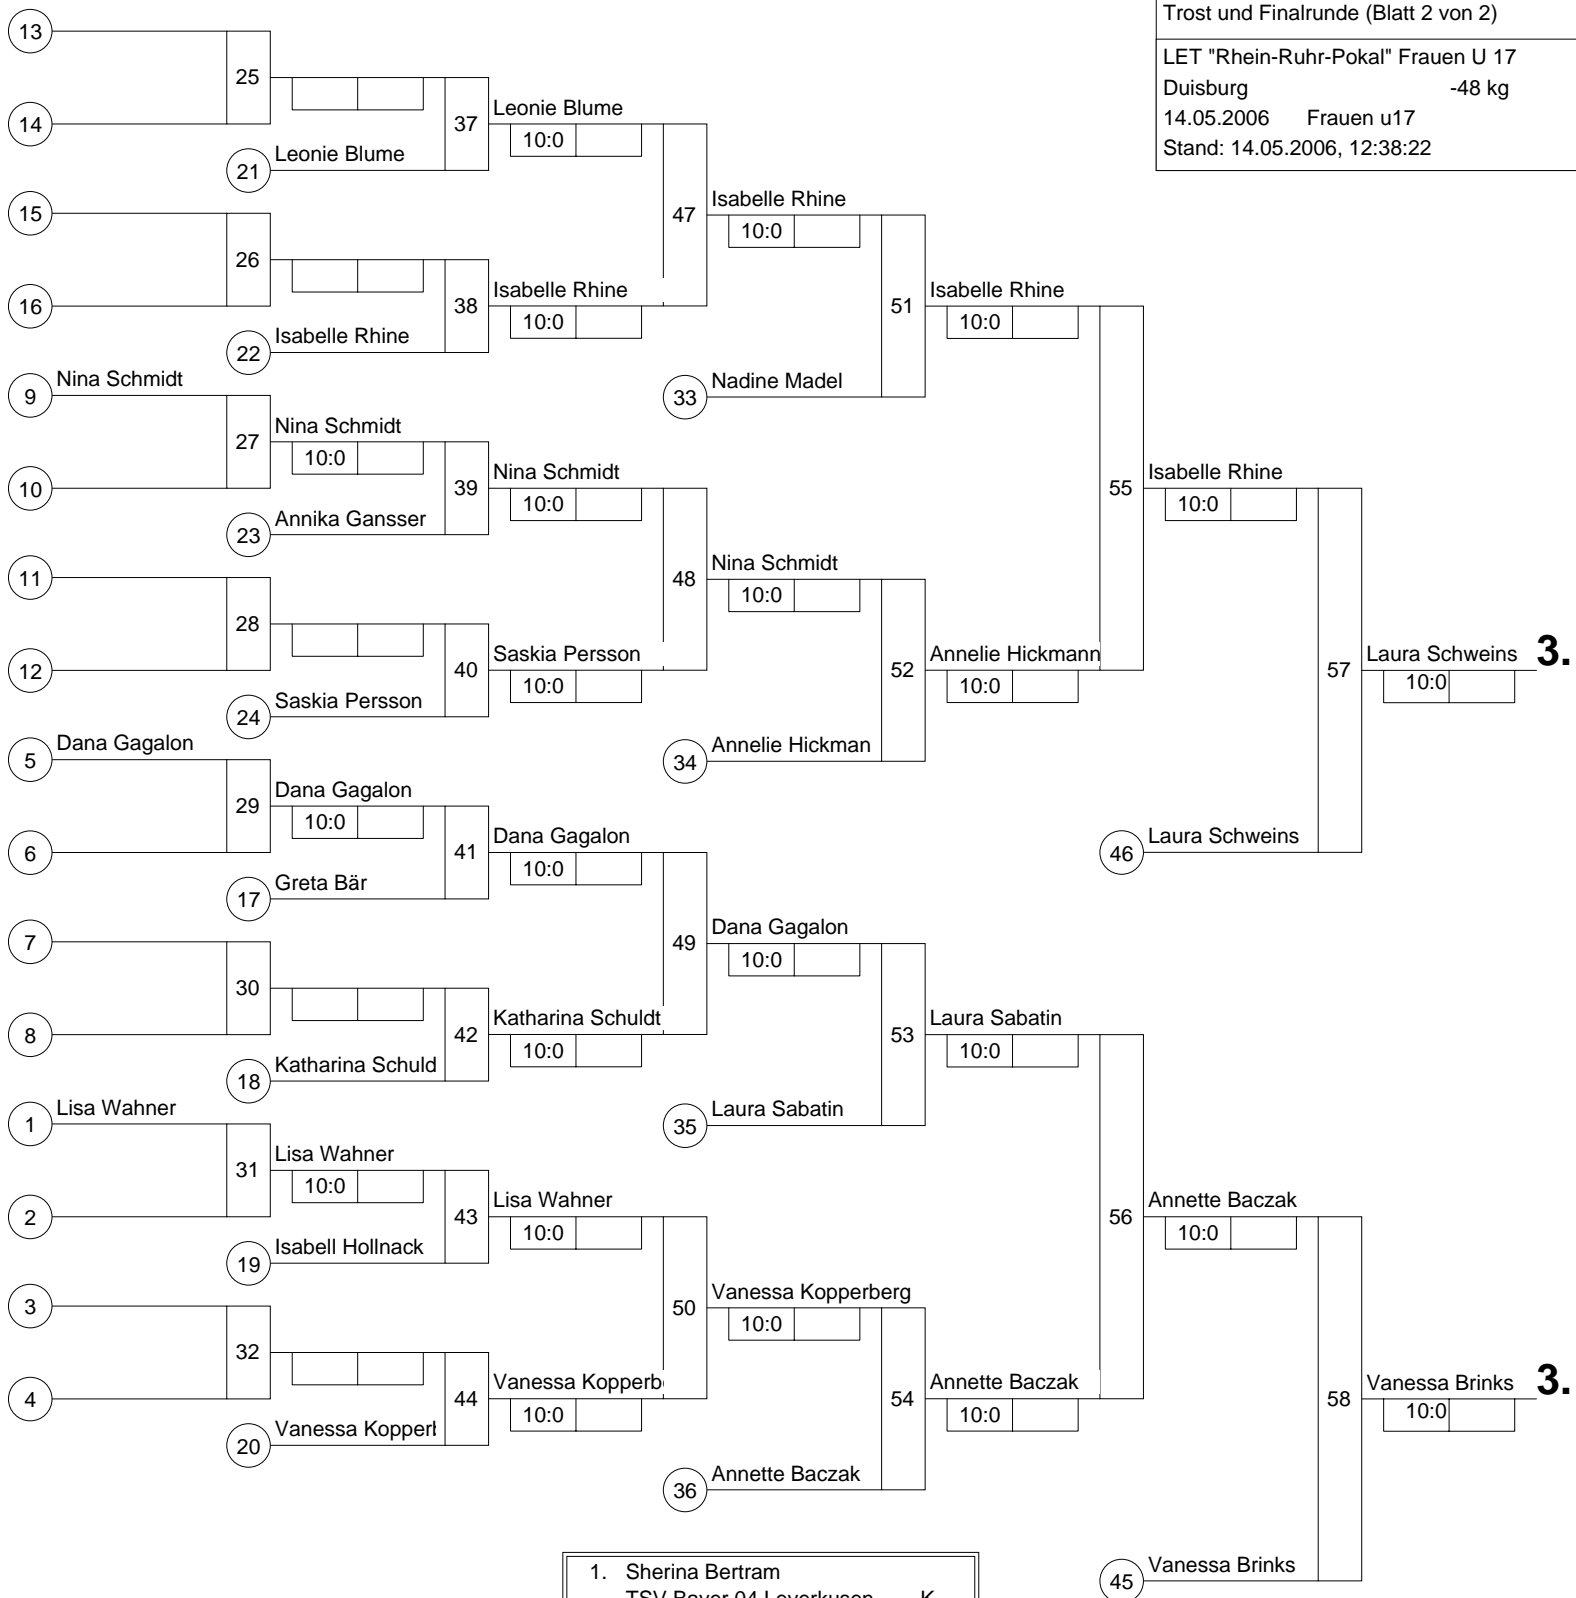 Trost und Finalrunde (Blatt 2 von 2)
LET "Rhein-Ruhr-Pokal" Frauen U 17
Duisburg -48 kg
14.05.2006 Frauen u17
Stand: 14.05.2006, 12:38:22
13
25
14
37
Leonie Blume
10:0
21
Leonie Blume
15
47
Isabelle Rhine
10:0
26
16
38
Isabelle Rhine
10:0
51
Isabelle Rhine
10:0
22
Isabelle Rhine
9
Nina Schmidt
33
Nadine Madel
27
Nina Schmidt
10:0
10
39
Nina Schmidt
10:0
55
Isabelle Rhine
10:0
23
Annika Gansser
11
48
Nina Schmidt
10:0
28
12
40
Saskia Persson
10:0
52
Annelie Hickmann
10:0
57
Laura Schweins
3.
10:0
24
Saskia Persson
5
Dana Gagalon
34
Annelie Hickman
29
Dana Gagalon
10:0
6
41
Dana Gagalon
10:0
46
Laura Schweins
17
Greta Bär
7
49
Dana Gagalon
10:0
30
8
42
Katharina Schuldt
10:0
53
Laura Sabatin
10:0
18
Katharina Schuld
1
Lisa Wahner
35
Laura Sabatin
31
Lisa Wahner
10:0
2
43
Lisa Wahner
10:0
56
Annette Baczak
10:0
19
Isabell Hollnack
3
50
Vanessa Kopperberg
10:0
32
4
44
Vanessa Kopperb
10:0
54
Annette Baczak
10:0
58
Vanessa Brinks
3.
10:0
20
Vanessa Kopper
36
Annette Baczak
1. Sherina Bertram
TSV Bayer 04 Leverkusen K
45
Vanessa Brinks